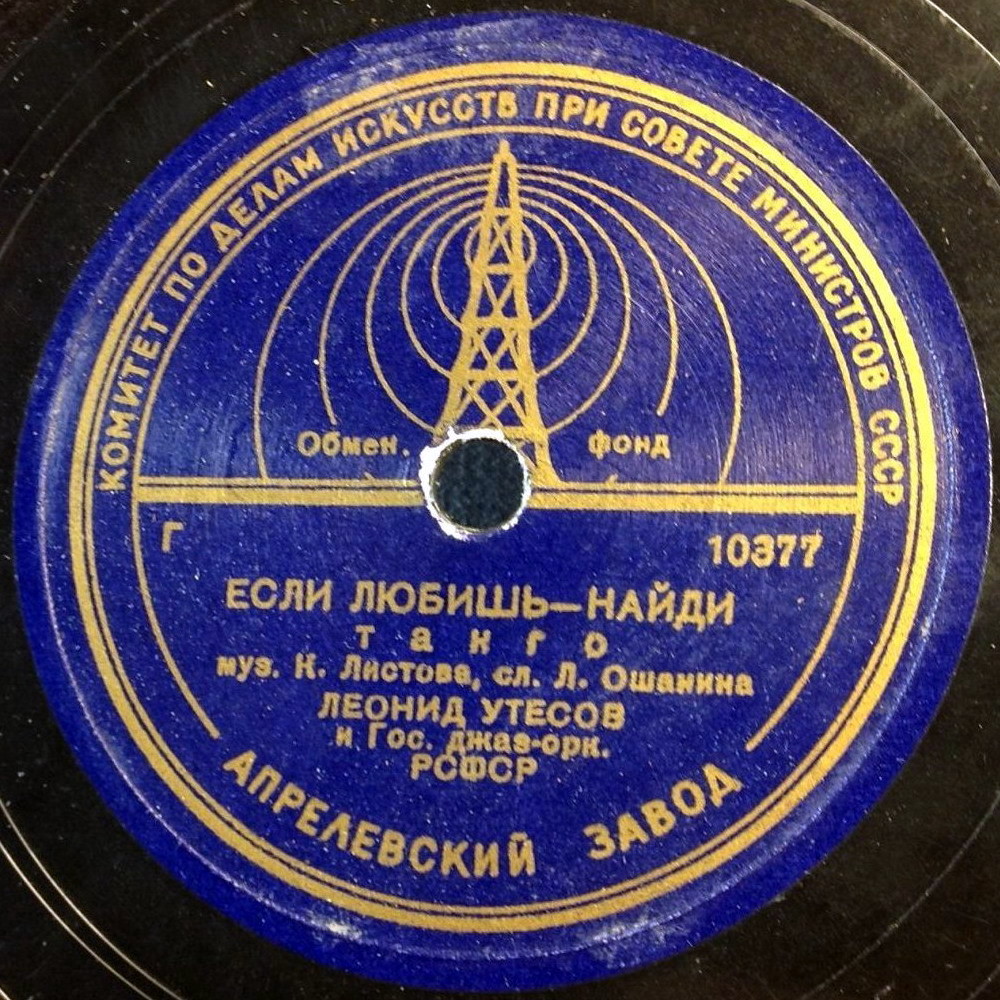 КОМИТЕТ ПО ДЕЛАМ ИСКУССТВ ПРИ СОВЕТЕ МИНИСТРОВ СССР
Обмен. фонд
Г 10377
ЕСЛИ ЛЮБИШЬ—НАЙДИ
танго
муз. К. Листова, сл. Л. Ошанина
ЛЕОНИД УТЕСОВ
и Гос. джаз-орк.
РСФСР
АПРЕЛЕВСКИЙ ЗАВОД